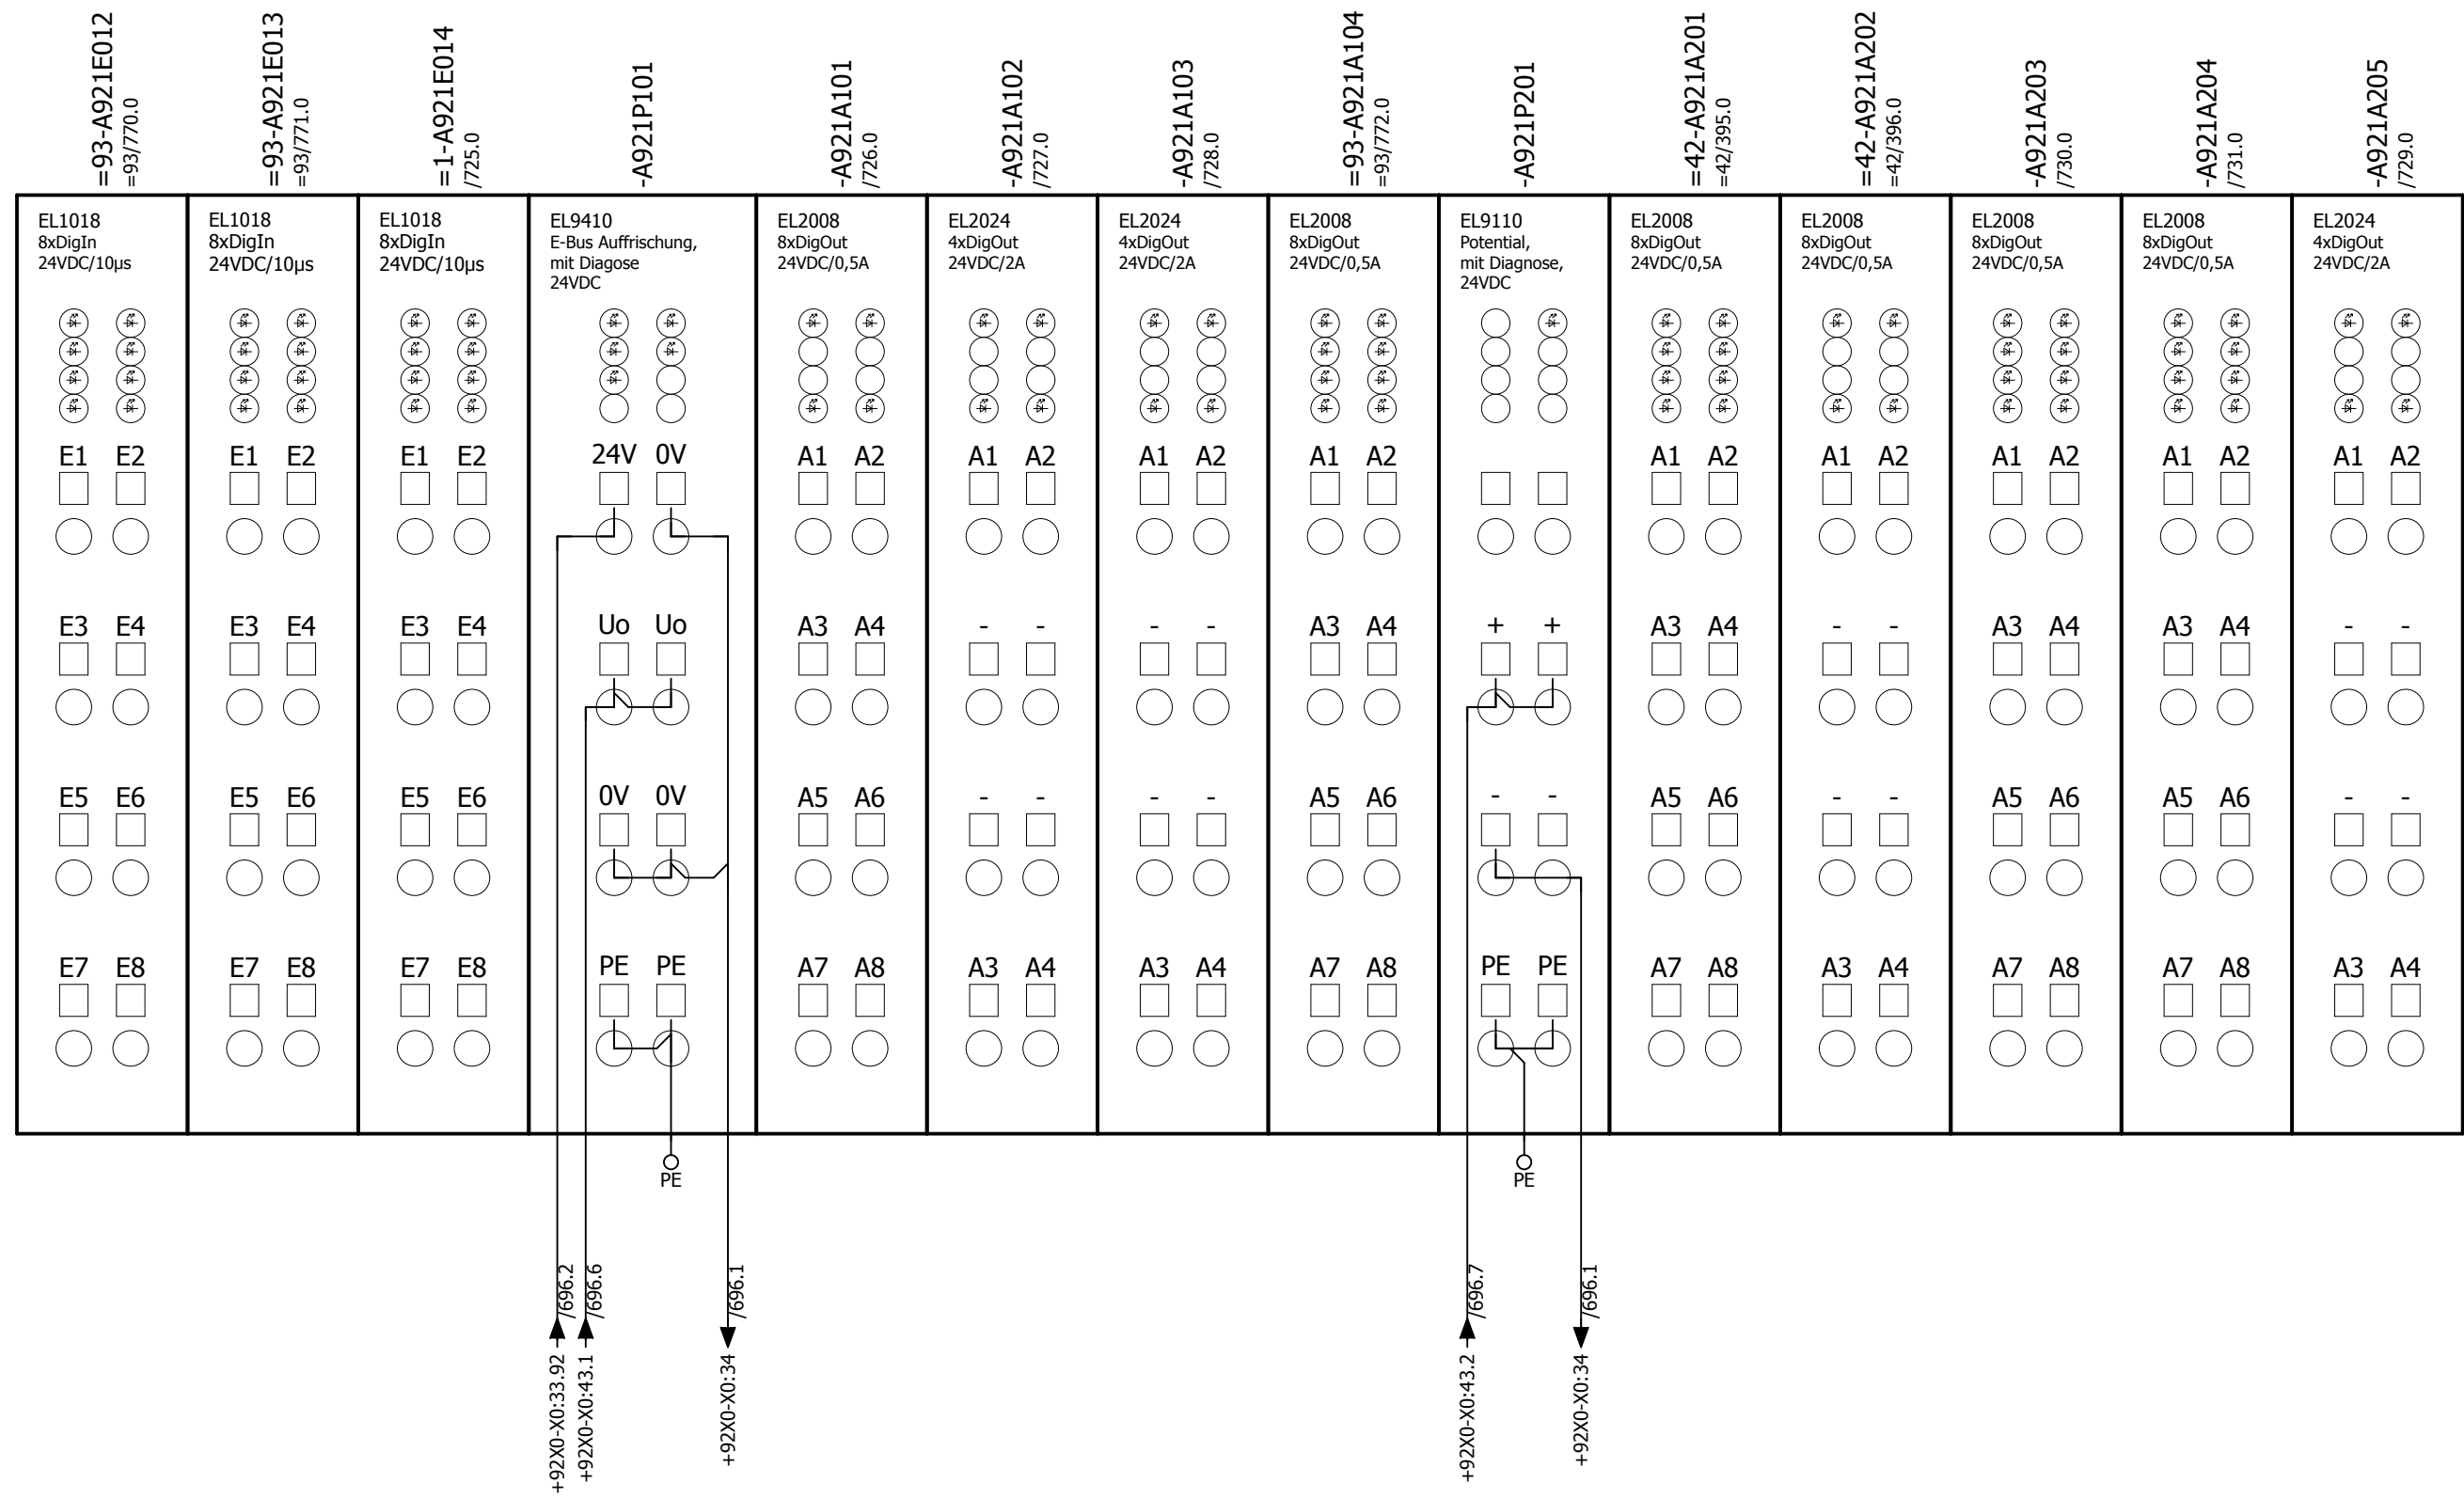 =93-A921E012
=93/770.0
=93-A921E013
=93/771.0
=1-A921E014
/725.0
-A921P101
-A921A101
/726.0
-A921A102
/727.0
-A921A103
/728.0
=93-A921A104
=93/772.0
-A921P201
=42-A921A201
=42/395.0
=42-A921A202
=42/396.0
-A921A203
/730.0
-A921A204
/731.0
-A921A205
/729.0
EL1018
8xDigIn
24VDC/10µs
EL1018
8xDigIn
24VDC/10µs
EL1018
8xDigIn
24VDC/10µs
EL9410
E-Bus Auffrischung,
mit Diagose
24VDC
EL2008
8xDigOut
24VDC/0,5A
EL2024
4xDigOut
24VDC/2A
EL2024
4xDigOut
24VDC/2A
EL2008
8xDigOut
24VDC/0,5A
EL9110
Potential,
mit Diagnose,
24VDC
EL2008
8xDigOut
24VDC/0,5A
EL2008
8xDigOut
24VDC/0,5A
EL2008
8xDigOut
24VDC/0,5A
EL2008
8xDigOut
24VDC/0,5A
EL2024
4xDigOut
24VDC/2A
E1 E2 E1 E2 E1 E2 24V 0V A1 A2 A1 A2 A1 A2 A1 A2 A1 A2 A1 A2 A1 A2 A1 A2 A1 A2
E3 E4 E3 E4 E3 E4 Uo Uo A3 A4 - - - - A3 A4 + + A3 A4 - - A3 A4 A3 A4 - -
E5 E6 E5 E6 E5 E6 0V 0V A5 A6 - - - - A5 A6 - - A5 A6 - - A5 A6 A5 A6 - -
E7 E8 E7 E8 E7 E8 PE PE A7 A8 A3 A4 A3 A4 A7 A8 PE PE A7 A8 A3 A4 A7 A8 A7 A8 A3 A4
PE
PE
/696.2
/696.6
/696.1
/696.7
/696.1
+92X0-X0:33.92
+92X0-X0:43.1
+92X0-X0:34
+92X0-X0:43.2
+92X0-X0:34